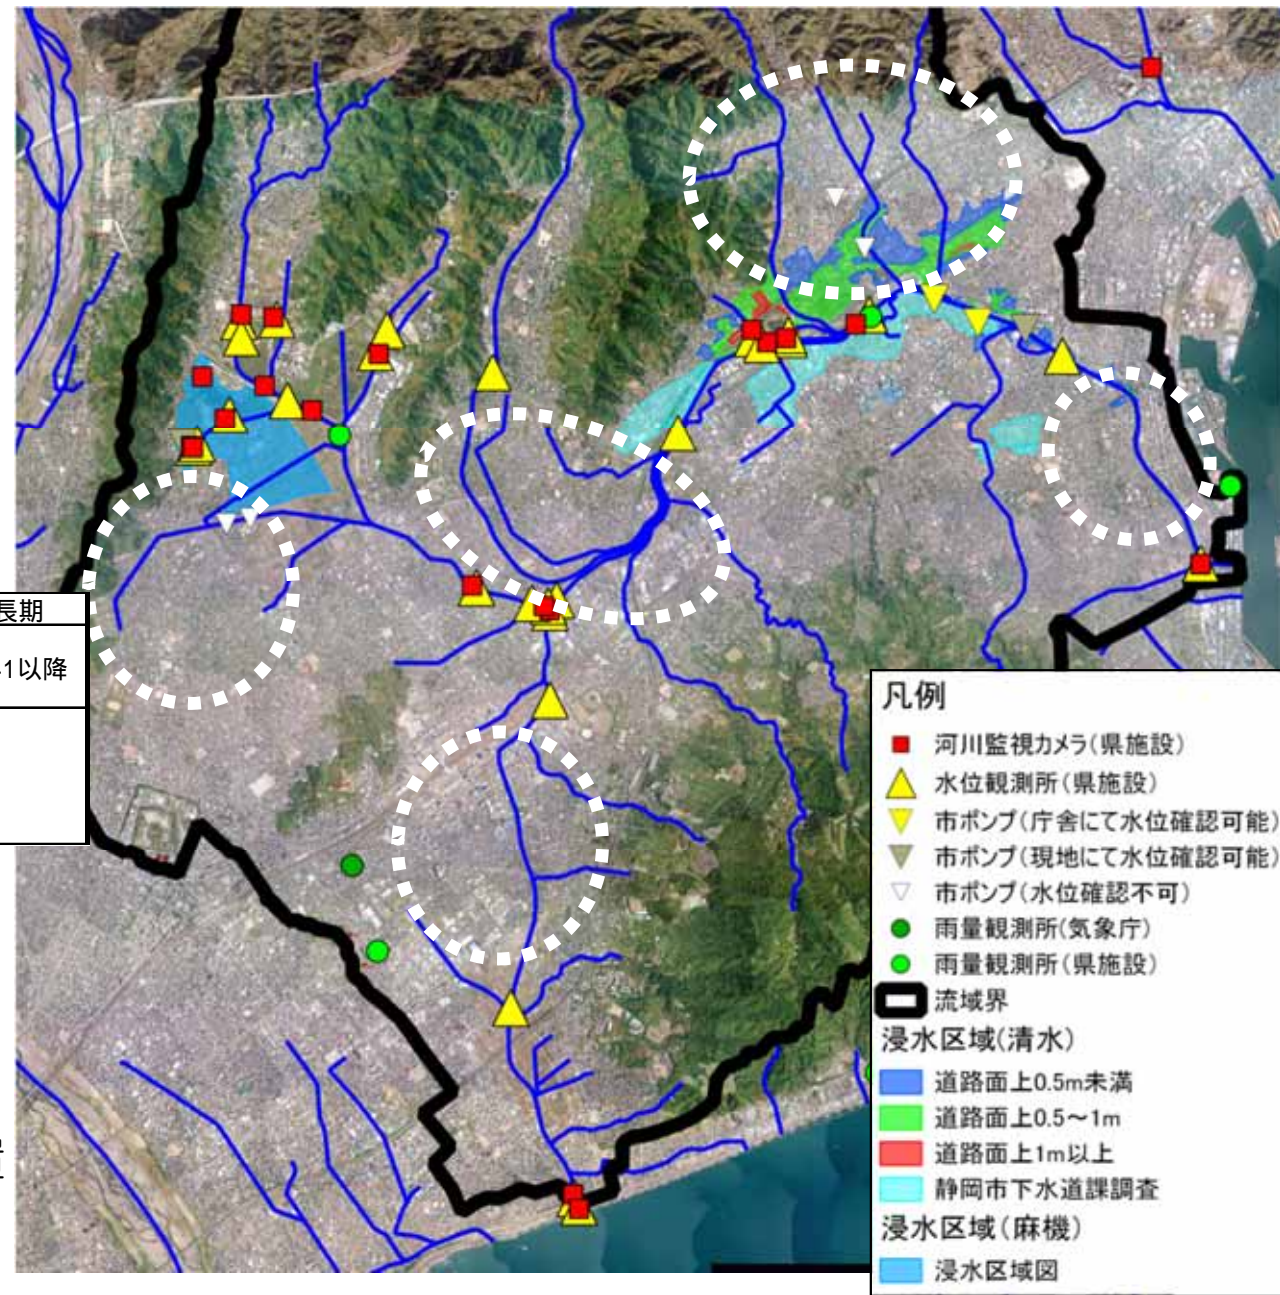 長期
1以降
凡例
河川監視カメラ(県施設)
水位観測所(県施設)
市ポンプ(庁舎にて水位確認可能)
市ポンプ(現地にて水位確認可能)
市ポンプ(水位確認不可)
雨量観測所(気象庁)
雨量観測所(県施設)
流域界
浸水区域(清水)
道路面上0.5m未満
道路面上0.5～1m
道路面上1m以上
静岡市下水道課調査
浸水区域(麻機)
浸水区域図